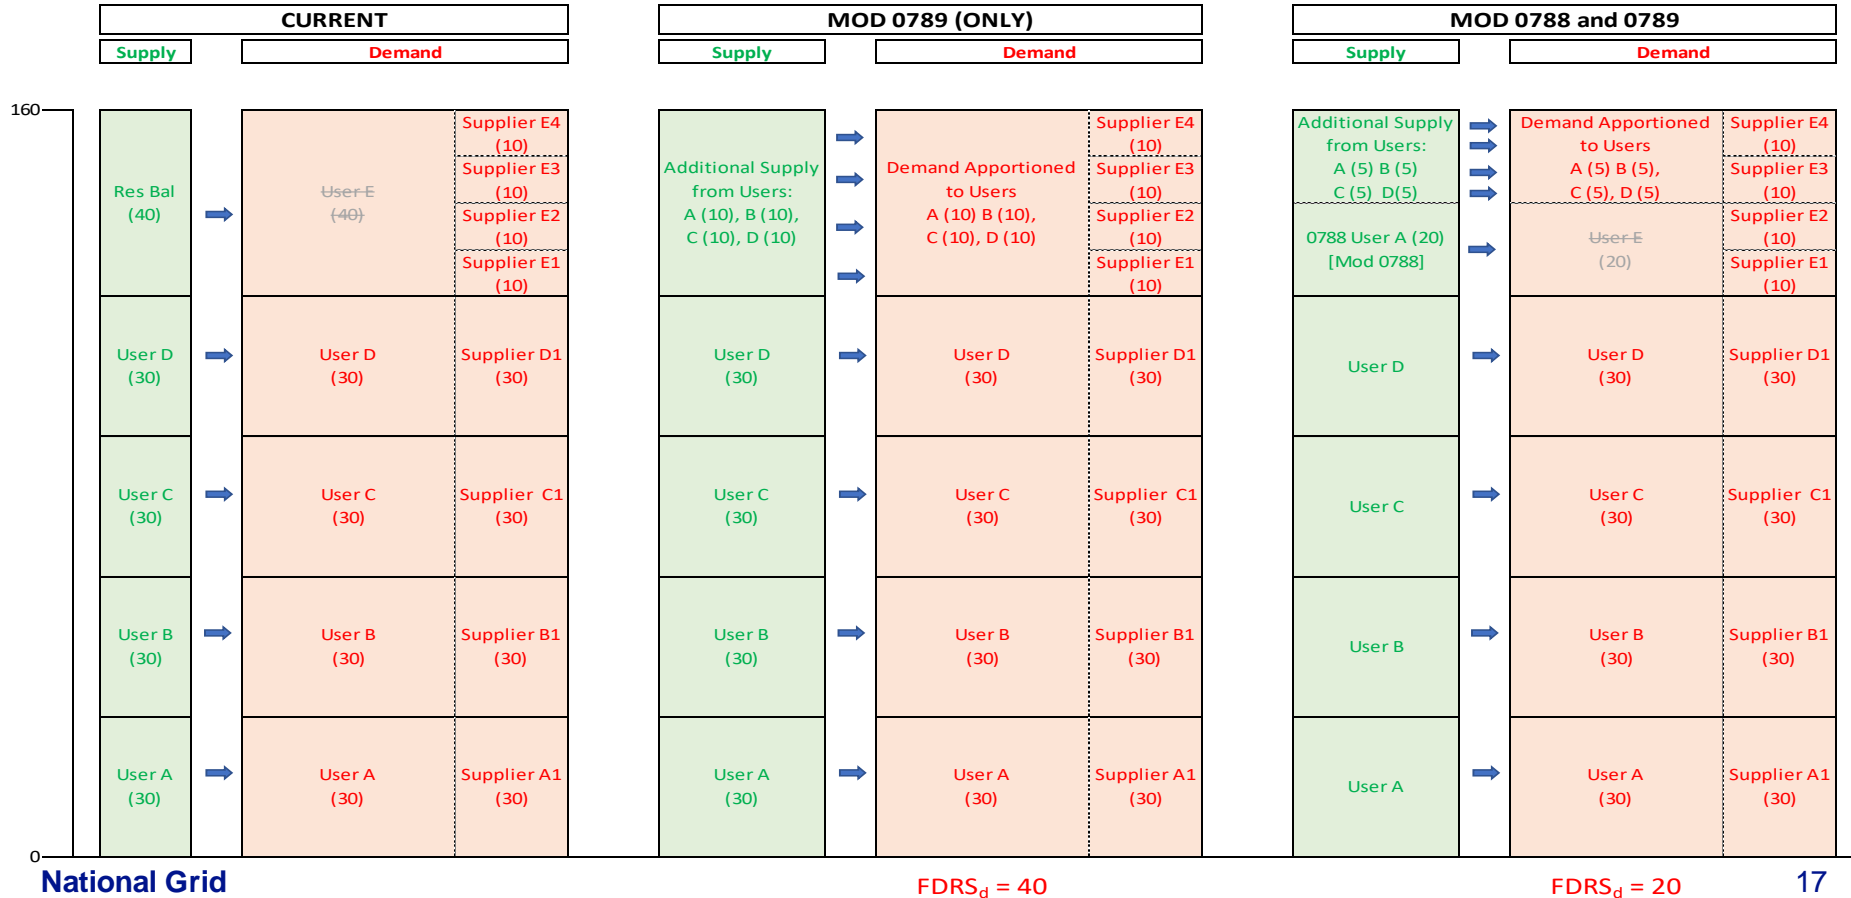 CURRENT
Supply
Demand
160
0
Res Bal
(40)
User D
(30)
User C
(30)
User B
(30)
User A
(30)
User E
(40)
User D
(30)
User C
(30)
User B
(30)
User A
(30)
Supplier E4
(10)
Supplier E3
(10)
Supplier E2
(10)
Supplier E1
(10)
Supplier D1
(30)
Supplier C1
(30)
Supplier B1
(30)
Supplier A1
(30)
MOD 0789 (ONLY)
Supply
Demand
Additional Supply
from Users:
A (10), B (10),
C (10), D (10)
User D
(30)
User C
(30)
User B
(30)
User A
(30)
Demand Apportioned
to Users
A (10) B (10),
C (10), D (10)
User D
(30)
User C
(30)
User B
(30)
User A
(30)
Supplier E4
(10)
Supplier E3
(10)
Supplier E2
(10)
Supplier E1
(10)
Supplier D1
(30)
Supplier C1
(30)
Supplier B1
(30)
Supplier A1
(30)
MOD 0788 and 0789
Supply
Demand
Additional Supply
from Users:
A (5) B (5)
C (5) D(5)
0788 User A (20)
[Mod 0788]
User D
User C
User B
User A
Demand Apportioned
to Users
A (5) B (5),
C (5), D (5)
User E
(20)
User D
(30)
User C
(30)
User B
(30)
User A
(30)
Supplier E4
(10)
Supplier E3
(10)
Supplier E2
(10)
Supplier E1
(10)
Supplier D1
(30)
Supplier C1
(30)
Supplier B1
(30)
Supplier A1
(30)
National Grid
FDRSd = 40
FDRSd = 20
17